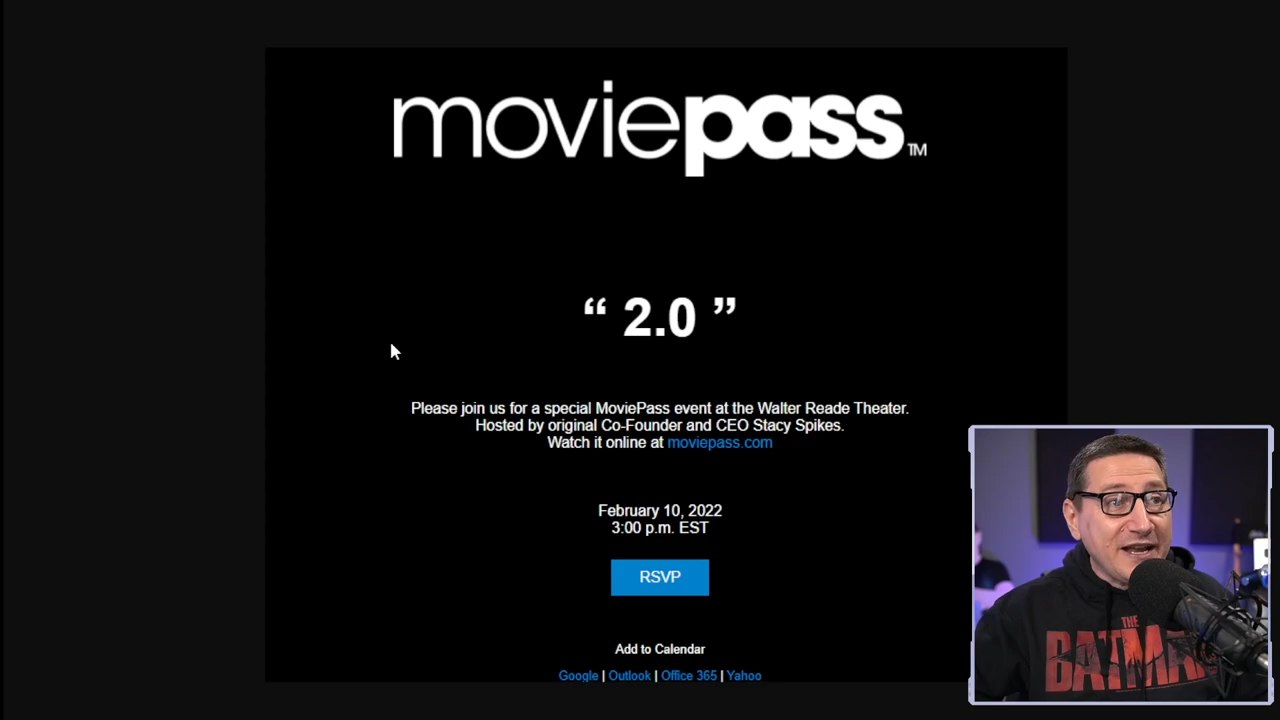 moviepass™
“ 2.0 ”
Please join us for a special MoviePass event at the Walter Reade Theater.
Hosted by original Co-Founder and CEO Stacy Spikes.
Watch it online at moviepass.com
February 10, 2022
3:00 p.m. EST
RSVP
Add to Calendar
Google | Outlook | Office 365 | Yahoo
THE
BATMA